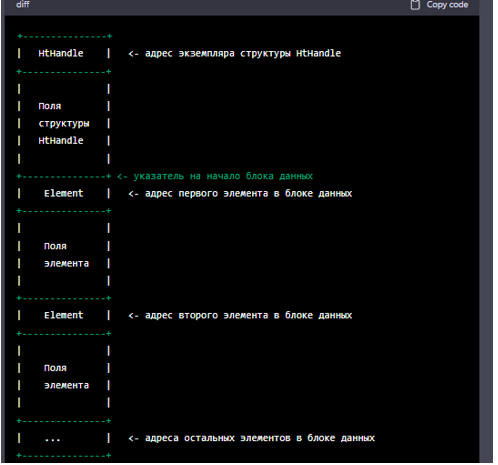 diff Copy code
+---------------+
|   HtHandle    |   <- адрес экземпляра структуры HtHandle
+---------------+
|               |
|   Поля        |
|   структуры   |
|   HtHandle    |
|               |
+---------------+ <- указатель на начало блока данных
|    Element    |   <- адрес первого элемента в блоке данных
+---------------+
|               |
|    Поля       |
|    элемента   |
|               |
+---------------+
|    Element    |   <- адрес второго элемента в блоке данных
+---------------+
|               |
|    Поля       |
|    элемента   |
|               |
+---------------+
|    ...        |   <- адреса остальных элементов в блоке данных
+---------------+